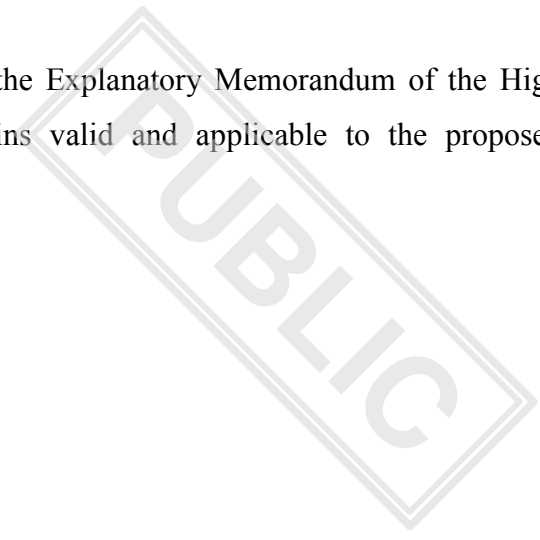 the Explanatory Memorandum of the Hig
ins valid and applicable to the propose
PUBLIC